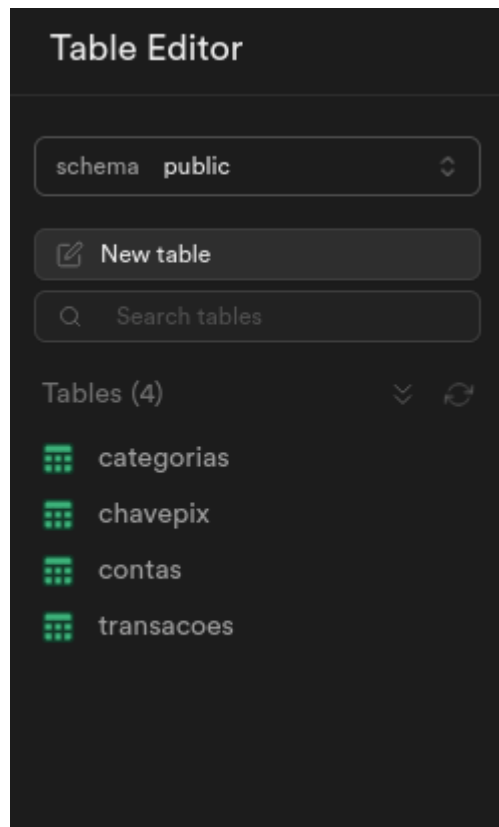 Table Editor
schema public
New table
Search tables
Tables (4)
categorias
chavepix
contas
transacoes